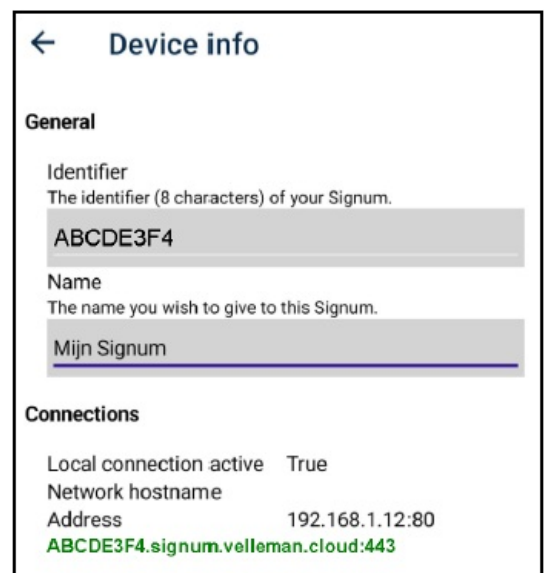 ← Device info
General
Identifier
The identifier (8 characters) of your Signum.
ABCDE3F4
Name
The name you wish to give to this Signum.
Mijn Signum
Connections
Local connection active True
Network hostname
Address 192.168.1.12:80
ABCDE3F4.signum.velleman.cloud:443